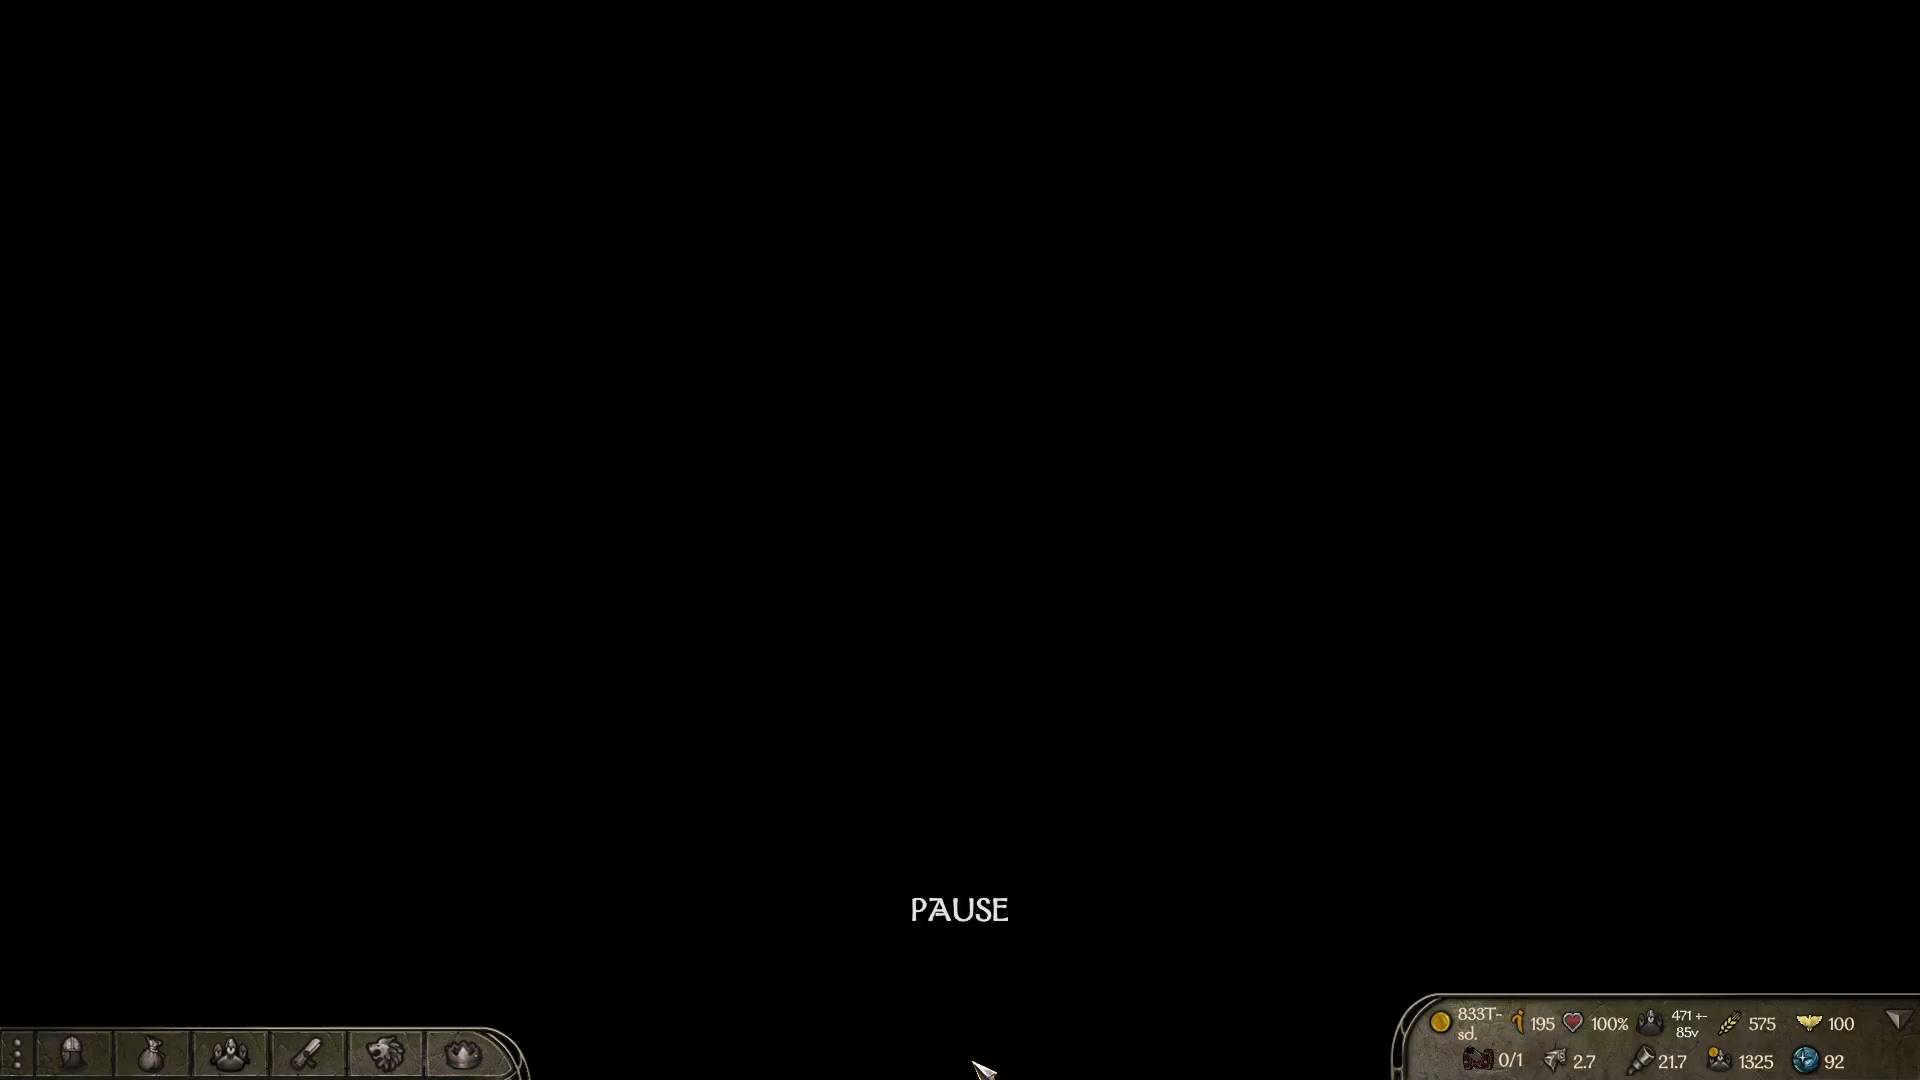 PAUSE
833T-
sd.
195
100%
471 +-
85v
575
100
0/1
2.7
21.7
1325
92